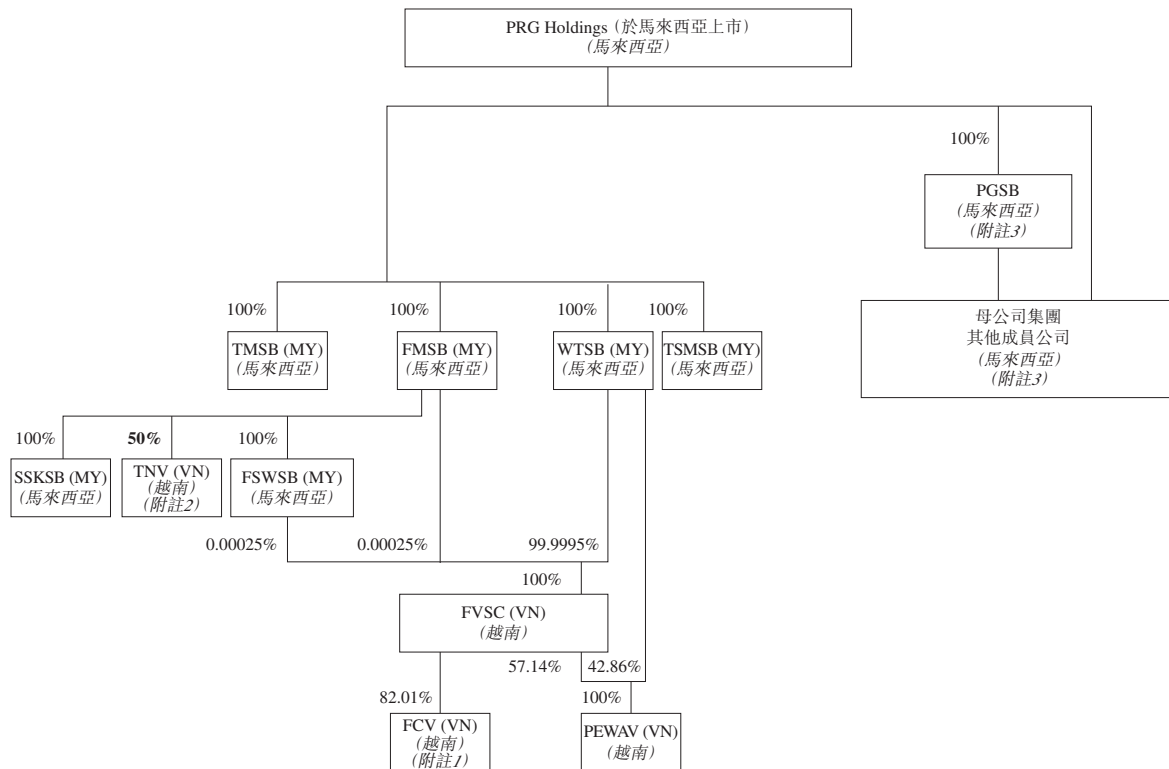 PRG Holdings（於馬來西亞上市）
（馬來西亞）
100%
PGSB
（馬來西亞）
（附註3）
母公司集團
其他成員公司
（馬來西亞）
（附註3）
100%
100%
100%
100%
TMSB (MY)
（馬來西亞）
FMSB (MY)
（馬來西亞）
WTSB (MY)
（馬來西亞）
TSMSB (MY)
（馬來西亞）
100%
50%
100%
SSKSB (MY)
（馬來西亞）
TNV (VN)
（越南）
（附註2）
FSWSB (MY)
（馬來西亞）
0.00025%
0.00025%
99.9995%
100%
FVSC (VN)
（越南）
57.14%
42.86%
82.01%
100%
FCV (VN)
（越南）
（附註1）
PEWAV (VN)
（越南）